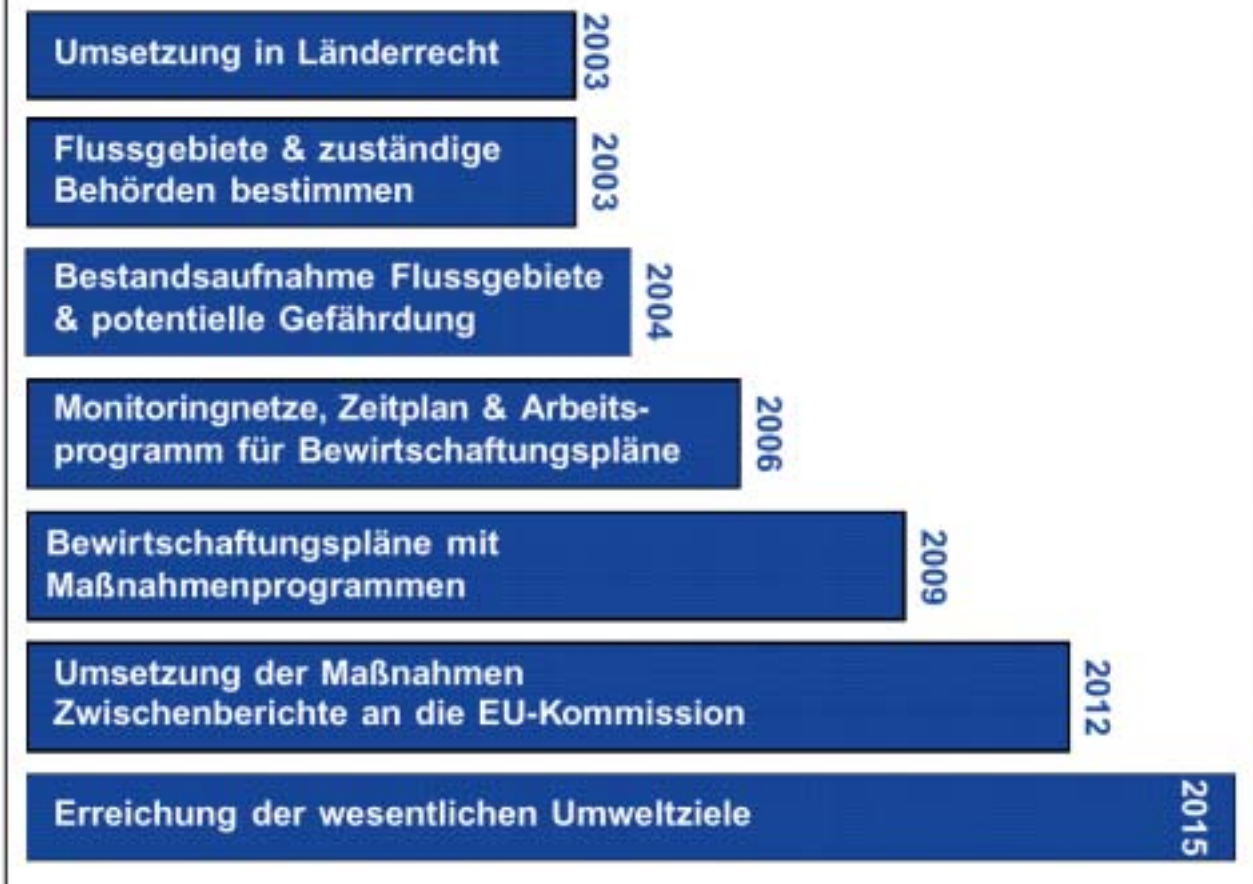 Umsetzung in Länderrecht
2003
Flussgebiete & zuständige
Behörden bestimmen
2003
Bestandsaufnahme Flussgebiete
& potentielle Gefährdung
2004
Monitoringnetze, Zeitplan & Arbeits-
programm für Bewirtschaftungspläne
2006
Bewirtschaftungspläne mit
Maßnahmenprogrammen
2009
Umsetzung der Maßnahmen
Zwischenberichte an die EU-Kommission
2012
Erreichung der wesentlichen Umweltziele
2015